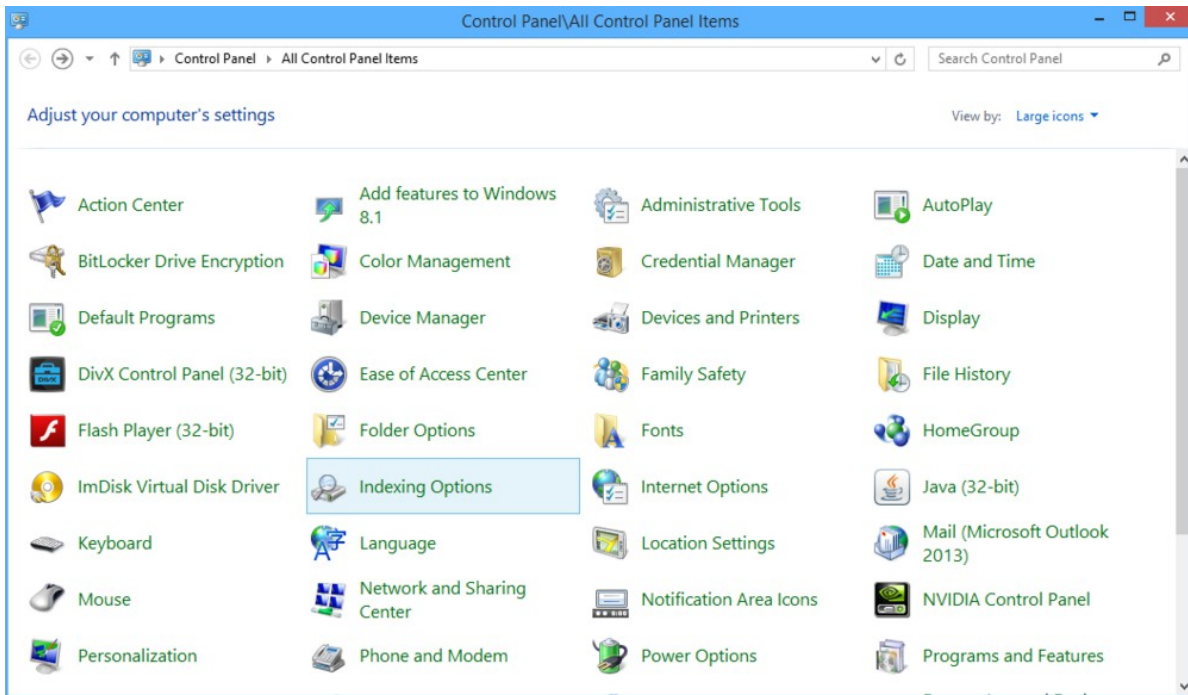 Control Panel\All Control Panel Items
Control Panel All Control Panel Items
Search Control Panel
Adjust your computer's settings
View by: Large icons
Action Center
Add features to Windows
8.1
Administrative Tools
AutoPlay
BitLocker Drive Encryption
Color Management
Credential Manager
Date and Time
Default Programs
Device Manager
Devices and Printers
Display
DivX Control Panel (32-bit)
Ease of Access Center
Family Safety
File History
Flash Player (32-bit)
Folder Options
Fonts
HomeGroup
ImDisk Virtual Disk Driver
Indexing Options
Internet Options
Java (32-bit)
Keyboard
Language
Location Settings
Mail (Microsoft Outlook
2013)
Mouse
Network and Sharing
Center
Notification Area Icons
NVIDIA Control Panel
Personalization
Phone and Modem
Power Options
Programs and Features